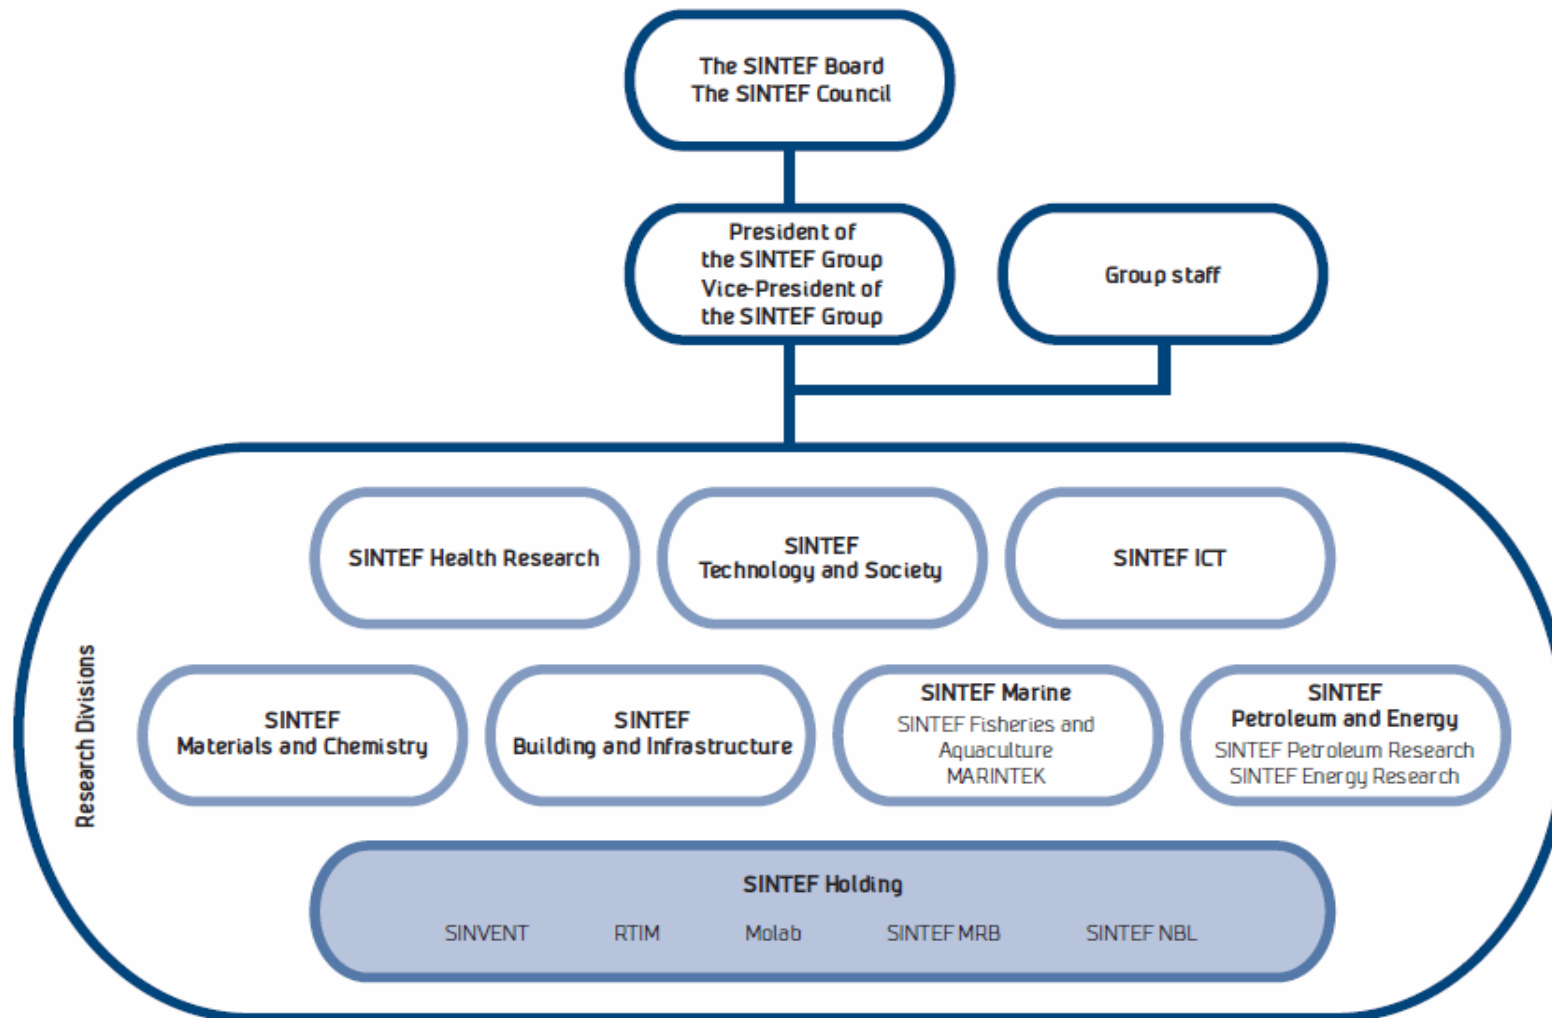 The SINTEF Board
The SINTEF Council
President of
the SINTEF Group
Vice-President of
the SINTEF Group
Group staff
Research Divisions
SINTEF Health Research
SINTEF
Technology and Society
SINTEF ICT
SINTEF
Materials and Chemistry
SINTEF
Building and Infrastructure
SINTEF Marine
SINTEF Fisheries and
Aquaculture
MARINTEK
SINTEF
Petroleum and Energy
SINTEF Petroleum Research
SINTEF Energy Research
SINTEF Holding
SINVENT RTIM Molab SINTEF MRB SINTEF NBL